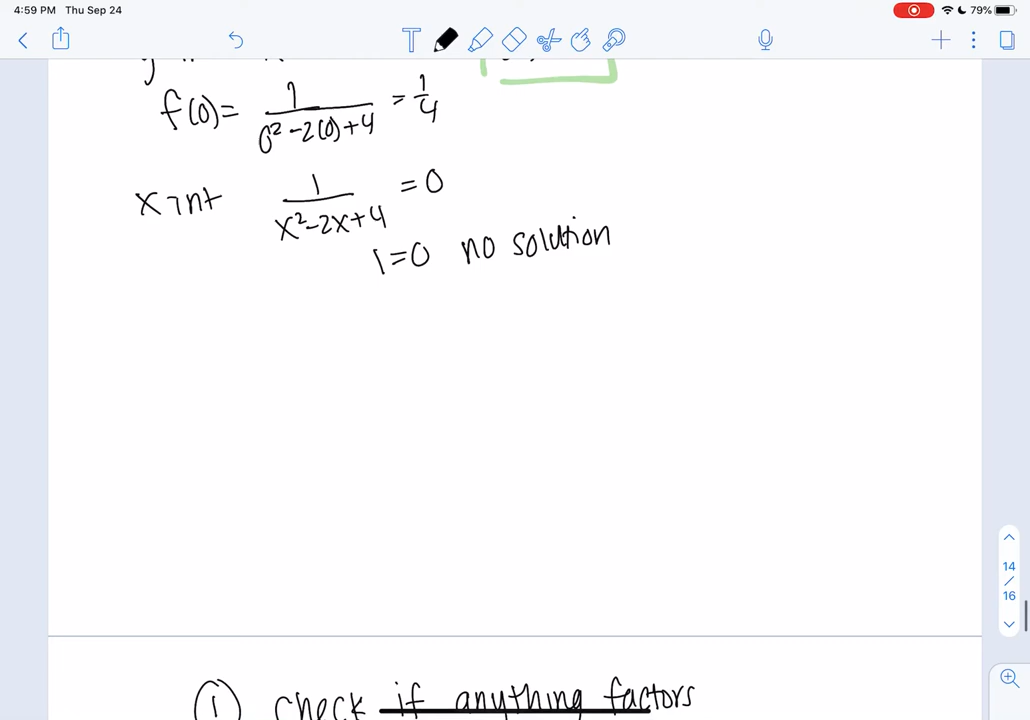 4:59 PM Thu Sep 24
79%
f(0) = 1/(0² - 2(0) + 4) = 1/4
x int 1/(x² - 2x + 4) = 0
1 = 0 no solution
14
/
16
① check if anything factors